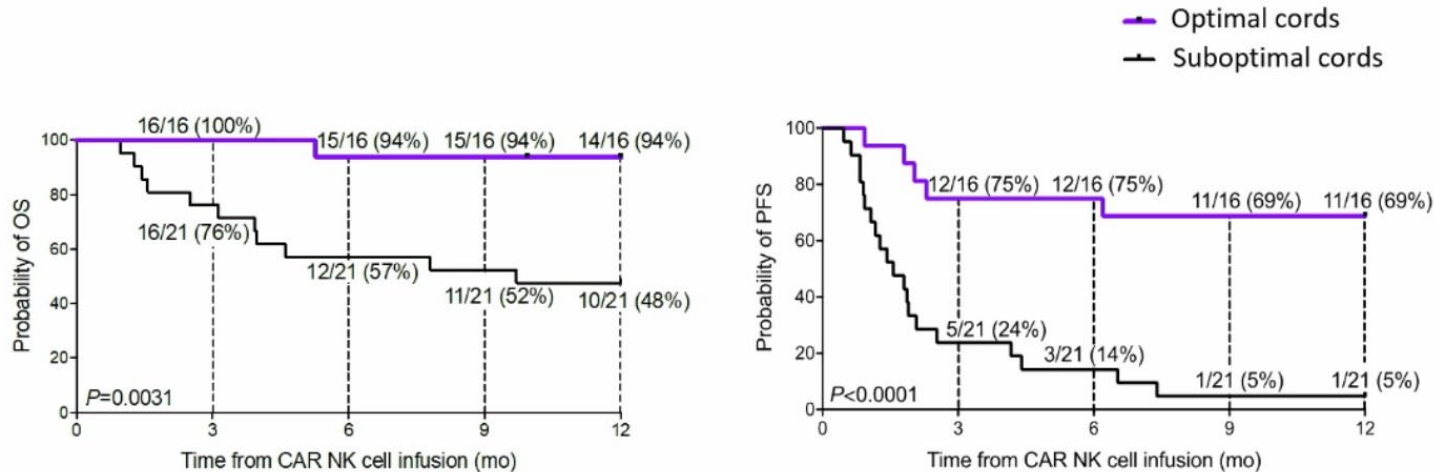 Optimal cords
Suboptimal cords
Probability of OS
100
80
60
40
20
0
16/16 (100%)
15/16 (94%)
15/16 (94%)
14/16 (94%)
16/21 (76%)
12/21 (57%)
11/21 (52%)
10/21 (48%)
P=0.0031
0 3 6 9 12
Time from CAR NK cell infusion (mo)
Probability of PFS
100
80
60
40
20
0
12/16 (75%)
12/16 (75%)
11/16 (69%)
11/16 (69%)
5/21 (24%)
3/21 (14%)
1/21 (5%)
1/21 (5%)
P<0.0001
0 3 6 9 12
Time from CAR NK cell infusion (mo)